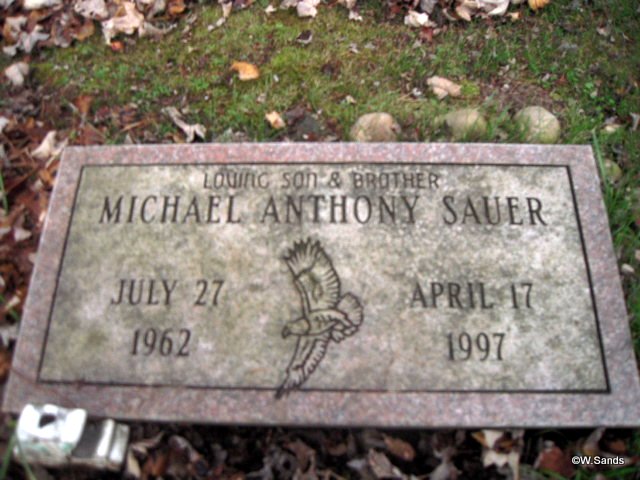 LOVING SON & BROTHER
MICHAEL ANTHONY SAUER
JULY 27
1962
APRIL 17
1997
©W.Sands